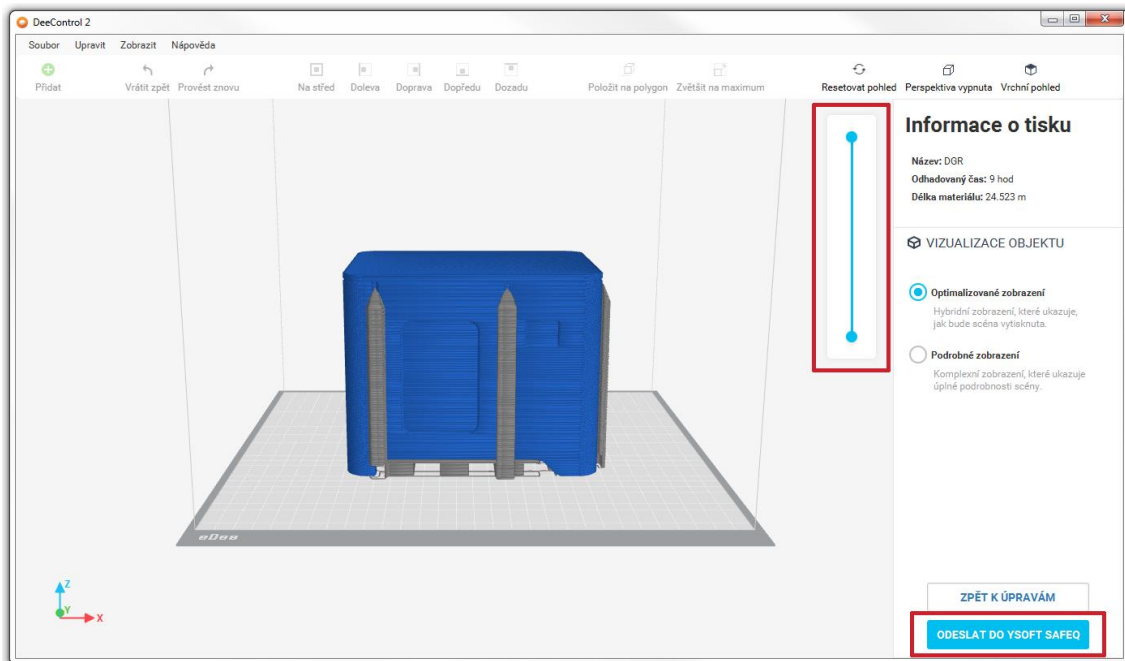 DeeControl 2
Soubor Upravit Zobrazit Nápověda
Přidat Vrátit zpět Provést znovu Na střed Doleva Doprava Dopředu Dozadu Položit na polygon Zvětšit na maximum Resetovat pohled Perspektiva vypnuta Vrchní pohled
Informace o tisku
Název: DGR
Odhadovaný čas: 9 hod
Délka materiálu: 24.523 m
VIZUALIZACE OBJEKTU
Optimalizované zobrazení
Hybridní zobrazení, které ukazuje,
jak bude scéna vytisknuta.
Podrobné zobrazení
Komplexní zobrazení, které ukazuje
úplné podrobnosti scény.
eDee
Z
Y
X
ZPĚT K ÚPRAVÁM
ODESLAT DO YSOFT SAFEQ